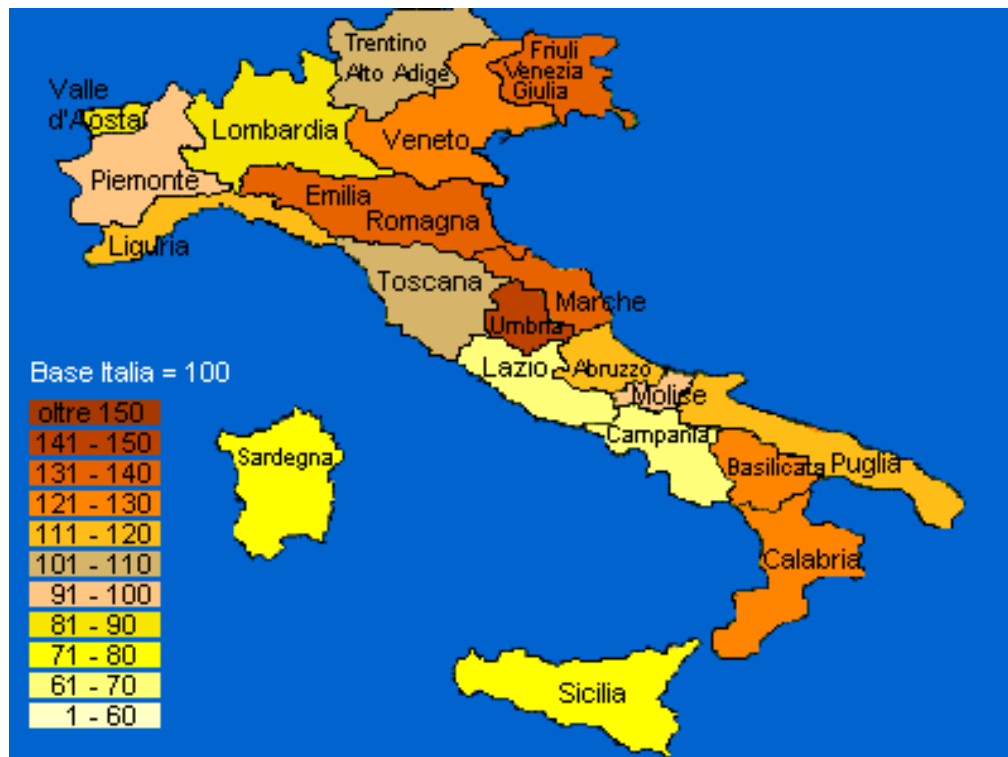 Trentino
Alto Adige
Friuli
Venezia
Giulia
Valle
d'Aosta
Lombardia
Veneto
Piemonte
Emilia
Romagna
Liguria
Toscana
Marche
Umbria
Lazio
Abruzzo
Molise
Campania
Basilicata
Puglia
Sardegna
Calabria
Sicilia
Base Italia = 100
oltre 150
141 - 150
131 - 140
121 - 130
111 - 120
101 - 110
91 - 100
81 - 90
71 - 80
61 - 70
1 - 60